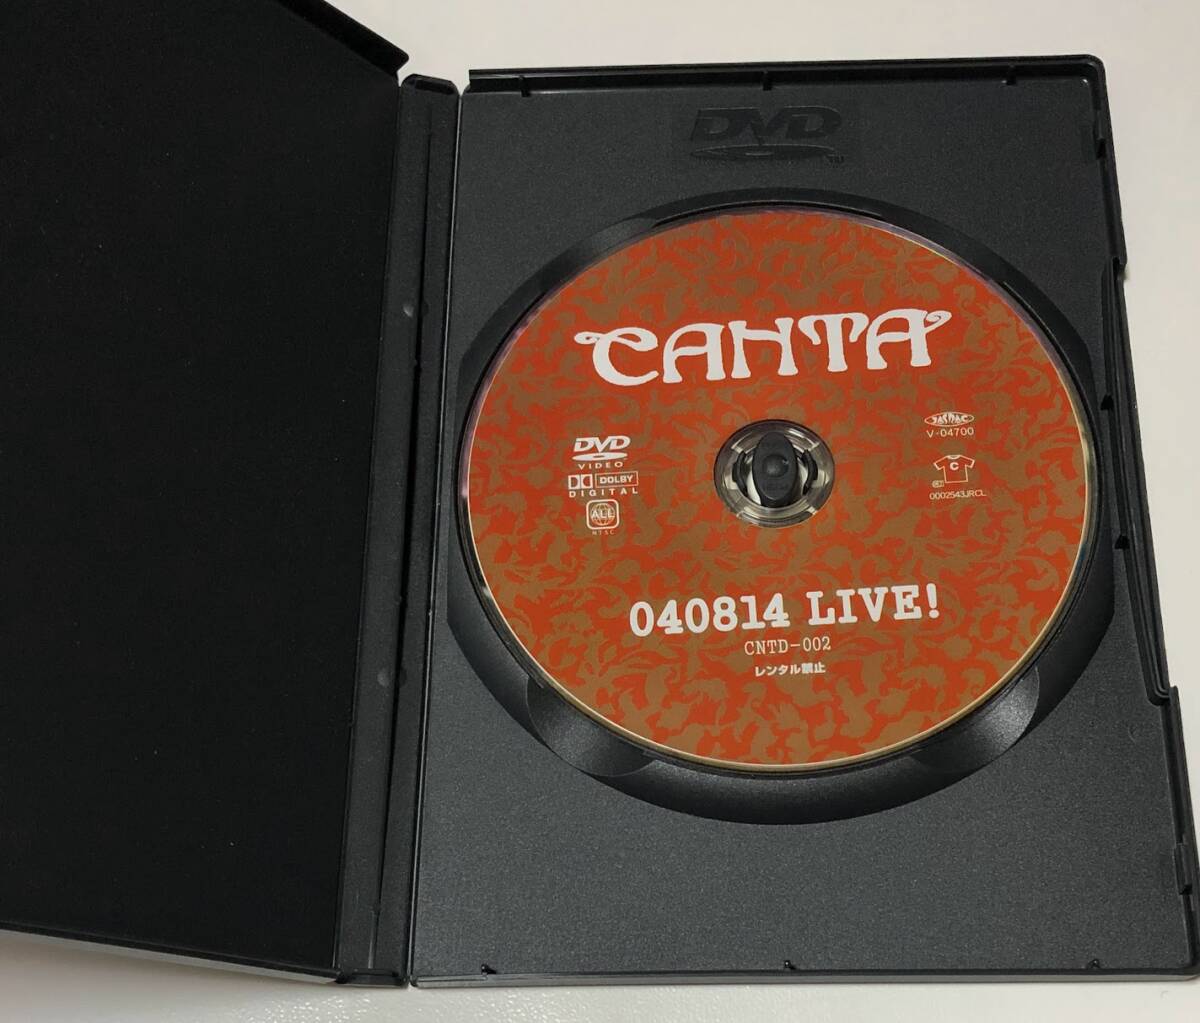 DVD
CANTA
DVD
VIDEO
DOLBY
DIGITAL
ALL
NTSC
JASRAC
V-04700
C
0002543JRCL
040814 LIVE!
CNTD-002
レンタル禁止